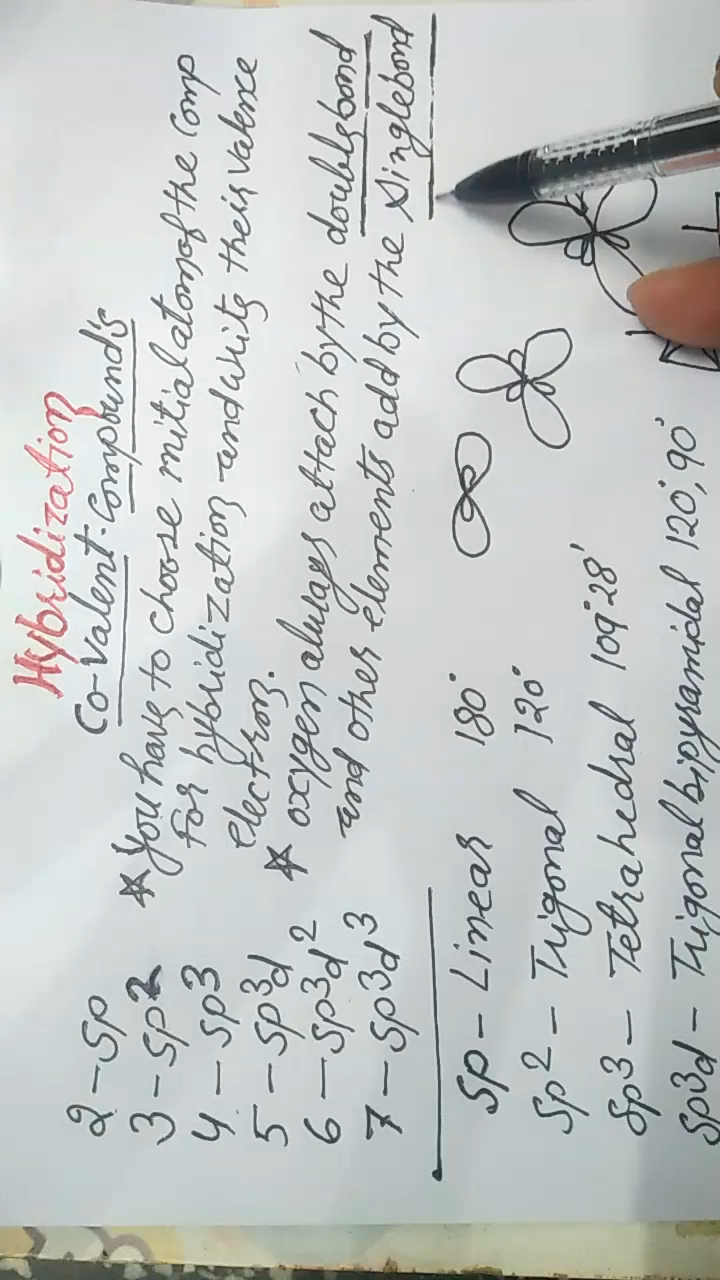 Hybridization
Co-valent-Compound's
* You have to choose initial atom of the comp
for hybridization and write their valence
electron.
* oxygen always attach by the double bond
and other elements add by the single bond
2 - sp
3 - sp2
4 - sp3
5 - sp3d
6 - sp3d2
7 - sp3d3
Sp - Linear 180°
Sp2 - Trigonal 120°
Sp3 - Tetrahedral 109°28'
Sp3d - Trigonal bipyramidal 120°, 90°